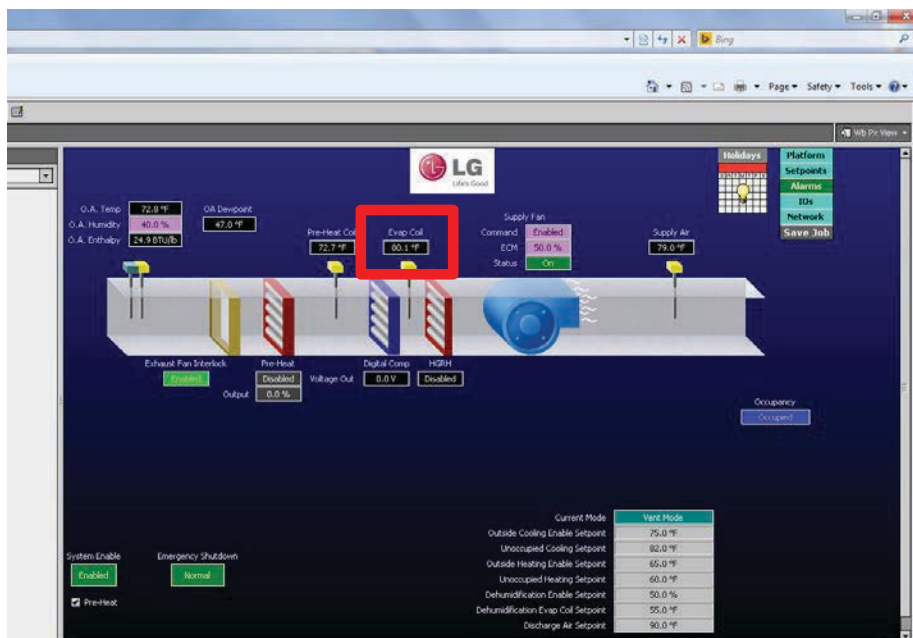 Bing
Page
Safety
Tools
Wb Px View
LG
Life's Good
Holidays
Platform
Setpoints
Alarms
IOs
Network
Save Job
O.A. Temp 72.8 °F
O.A. Humidity 40.0 %
O.A. Enthalpy 24.9 BTU/lb
OA Dewpoint
47.0 °F
Pre-Heat Coil
72.7 °F
Evap Coil
80.1 °F
Supply Fan
Command Enabled
ECM 50.0 %
Status On
Supply Air
79.0 °F
Exhaust Fan Interlock
Enabled
Pre-Heat
Disabled
Output 0.0 %
Digital Comp
Voltage Out 0.0 V
HGRH
Disabled
Occupancy
Occupied
System Enable
Enabled
Emergency Shutdown
Normal
Pre-Heat
Current Mode Vent Mode
Outside Cooling Enable Setpoint 75.0 °F
Unoccupied Cooling Setpoint 82.0 °F
Outside Heating Enable Setpoint 65.0 °F
Unoccupied Heating Setpoint 60.0 °F
Dehumidification Enable Setpoint 50.0 %
Dehumidification Evap Coil Setpoint 55.0 °F
Discharge Air Setpoint 90.0 °F